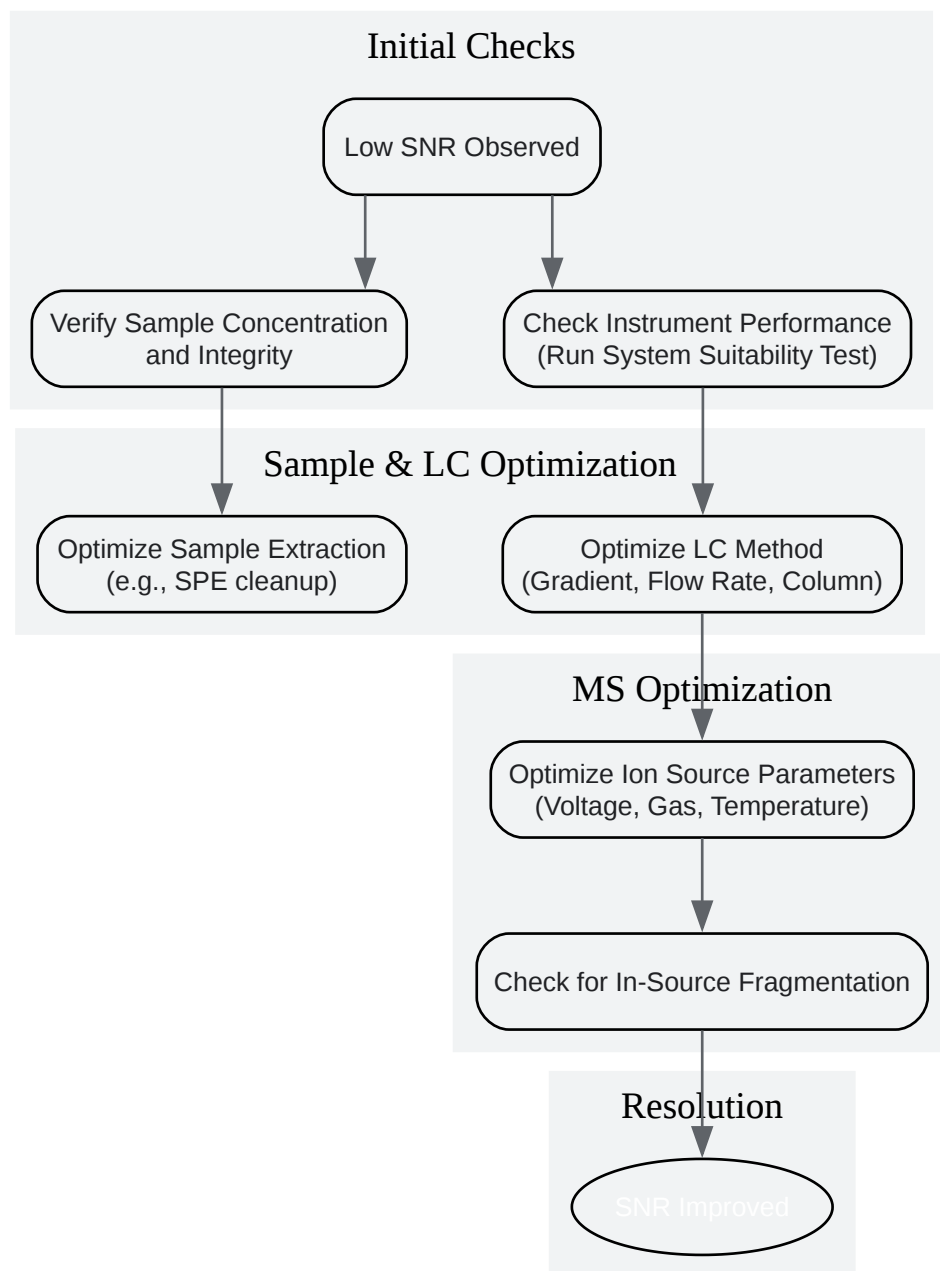 Initial Checks
Low SNR Observed
Verify Sample Concentration
and Integrity
Check Instrument Performance
(Run System Suitability Test)
Sample & LC Optimization
Optimize Sample Extraction
(e.g., SPE cleanup)
Optimize LC Method
(Gradient, Flow Rate, Column)
MS Optimization
Optimize Ion Source Parameters
(Voltage, Gas, Temperature)
Check for In-Source Fragmentation
Resolution
SNR Improved